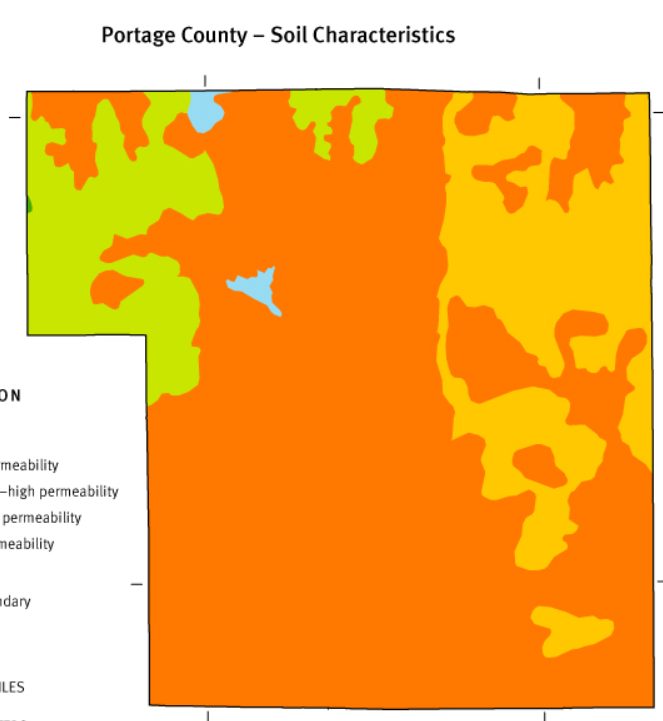 Portage County – Soil Characteristics
ON
meability
–high permeability
permeability
meability
ndary
ILES